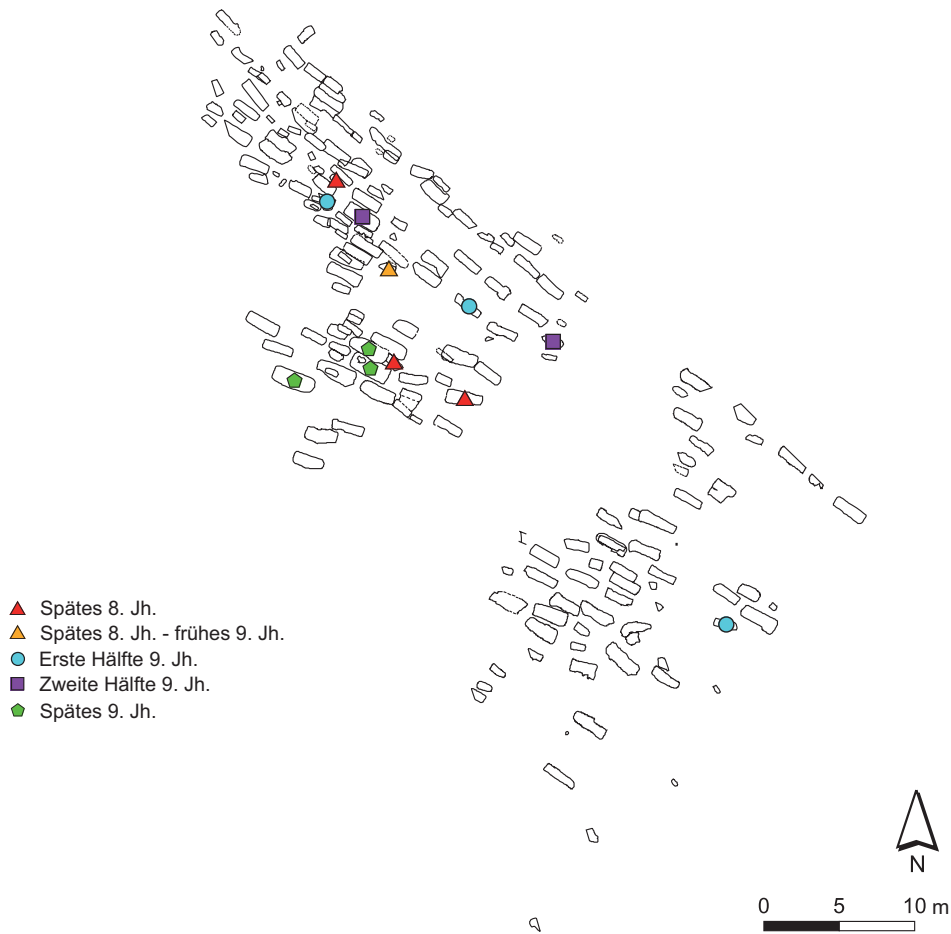 Spätes 8. Jh.
Spätes 8. Jh. - frühes 9. Jh.
Erste Hälfte 9. Jh.
Zweite Hälfte 9. Jh.
Spätes 9. Jh.
N
0 5 10 m